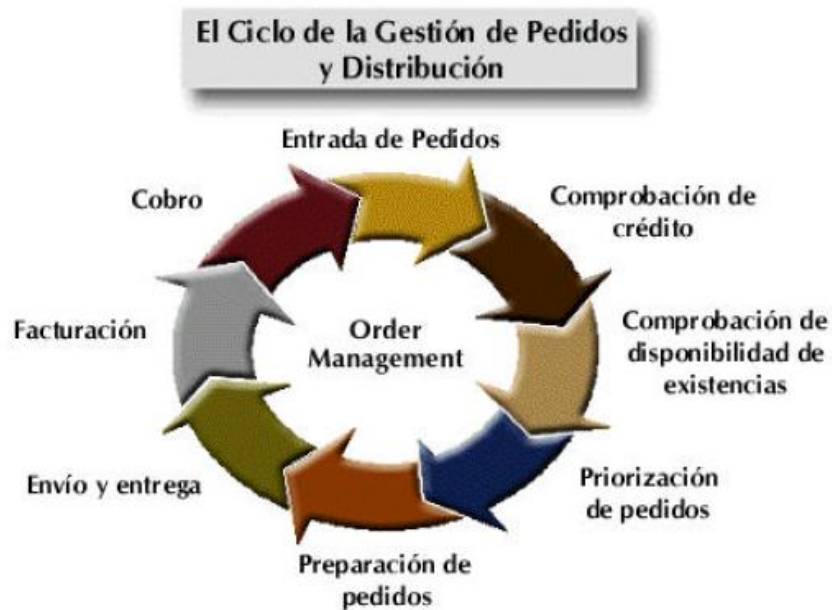 El Ciclo de la Gestión de Pedidos
y Distribución
Entrada de Pedidos
Comprobación de
crédito
Comprobación de
disponibilidad de
existencias
Priorización
de pedidos
Preparación de
pedidos
Envío y entrega
Facturación
Cobro
Order
Management